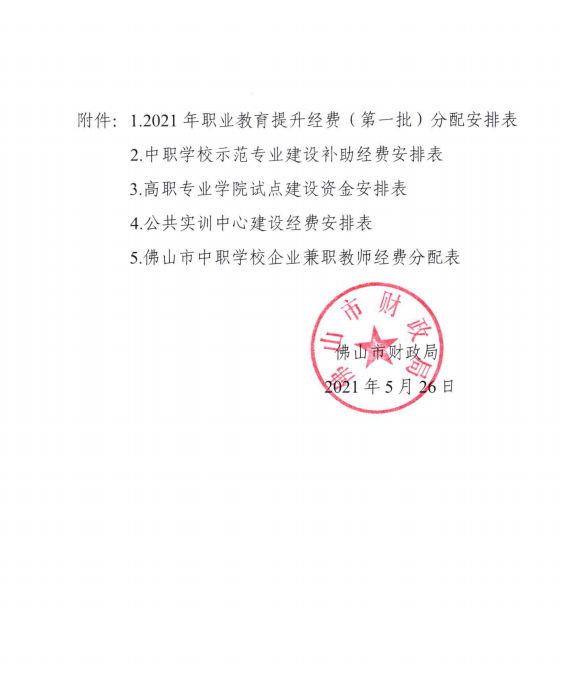 附件：1.2021 年职业教育提升经费（第一批）分配安排表
2.中职学校示范专业建设补助经费安排表
3.高职专业学院试点建设资金安排表
4.公共实训中心建设经费安排表
5.佛山市中职学校企业兼职教师经费分配表
佛山市财政局
佛山市财政局
2021 年 5 月 26 日